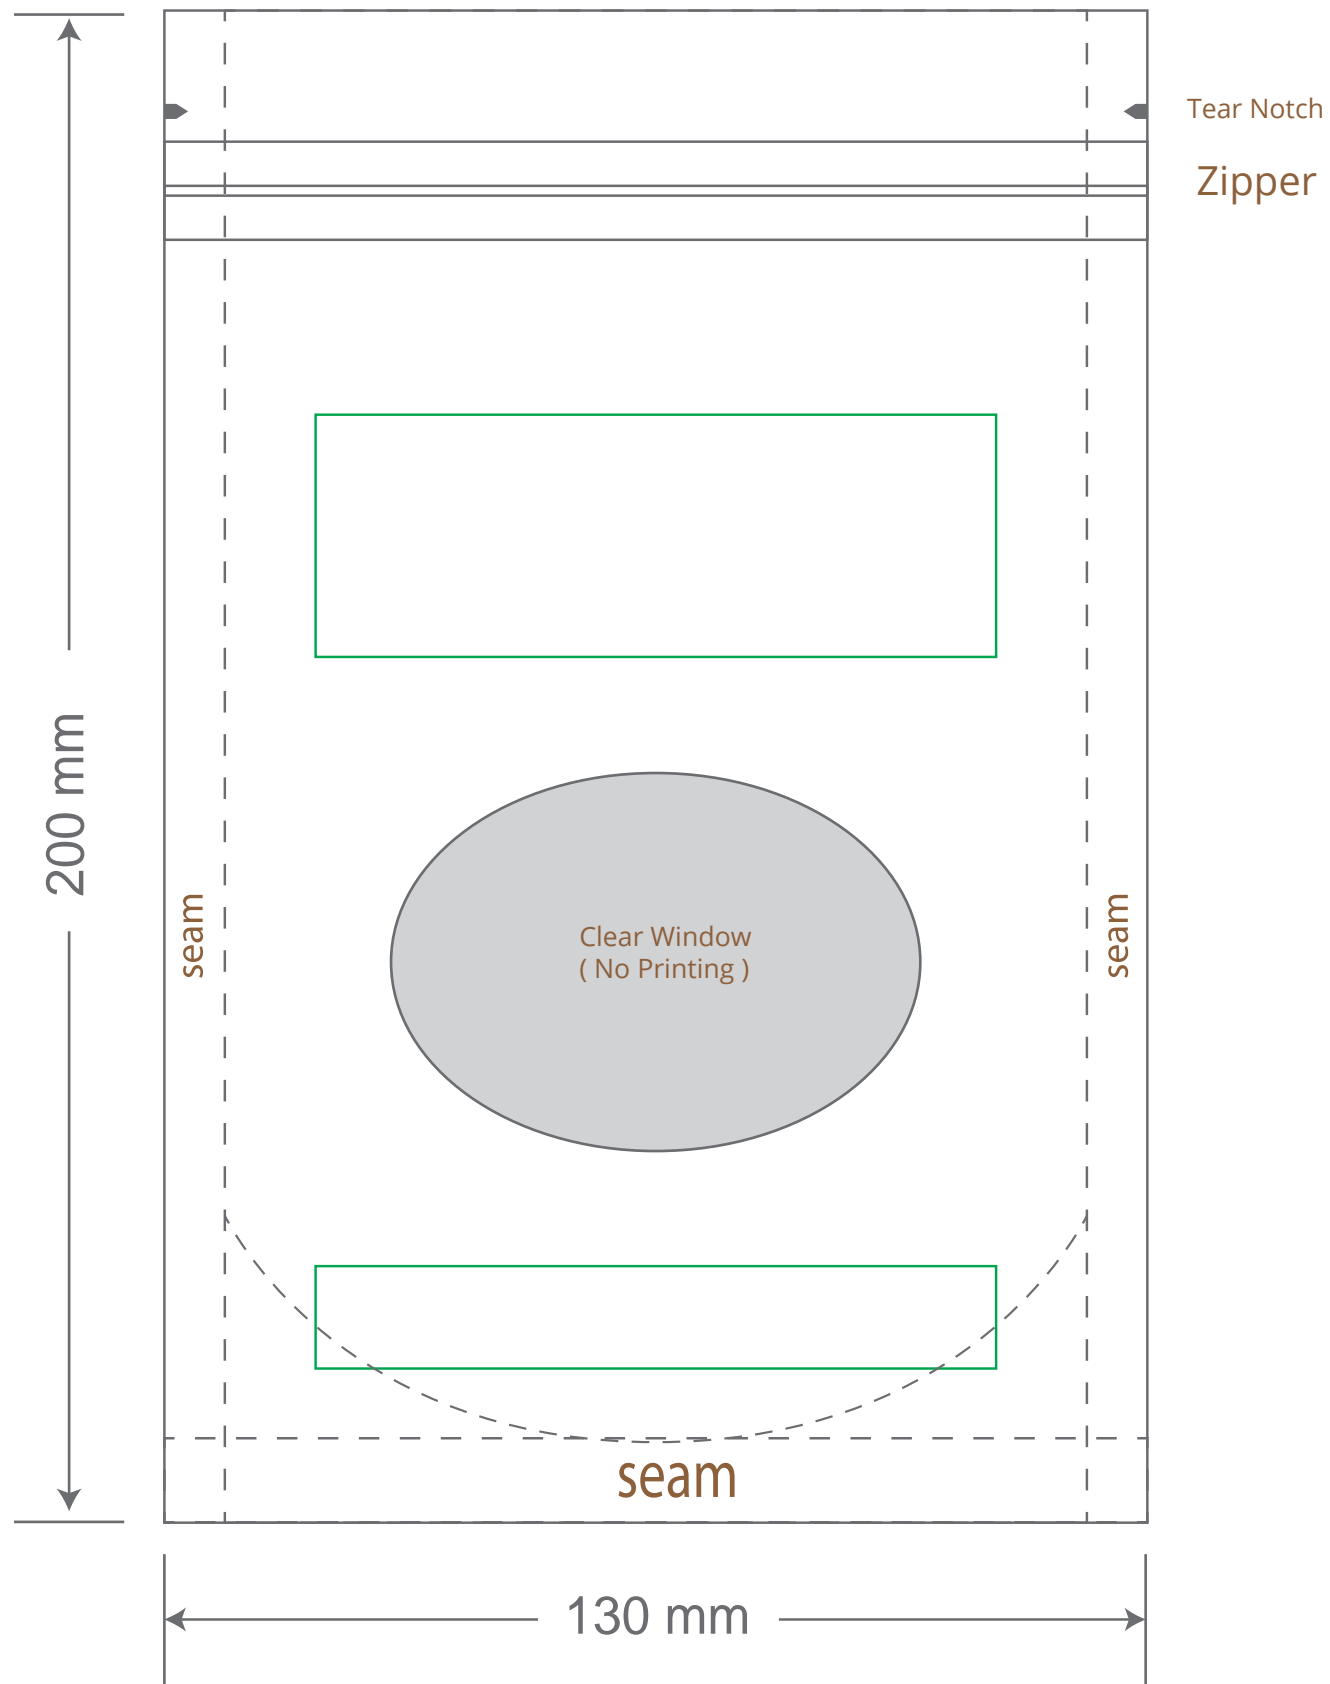 Tear Notch
Zipper
200 mm
seam
Clear Window
( No Printing )
seam
seam
130 mm